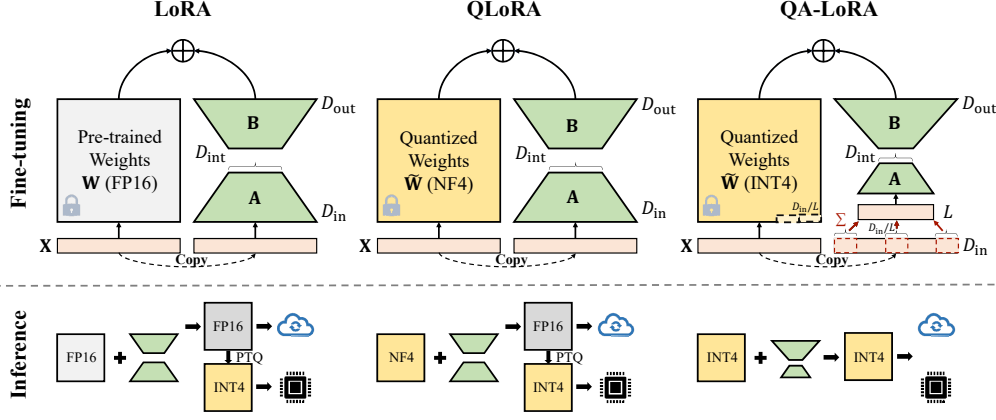 LoRA
QLoRA
QA-LoRA
Fine-tuning
Pre-trained
Weights
W (FP16)
B
D_out
D_int
A
D_in
X
Copy
Quantized
Weights
W̃ (NF4)
B
D_out
D_int
A
D_in
Copy
Quantized
Weights
W̃ (INT4)
D_in/L
B
D_out
D_int
A
L
Σ
D_in/L
D_in
Copy
Inference
FP16
+
FP16
PTQ
INT4
NF4
+
FP16
PTQ
INT4
INT4
+
INT4